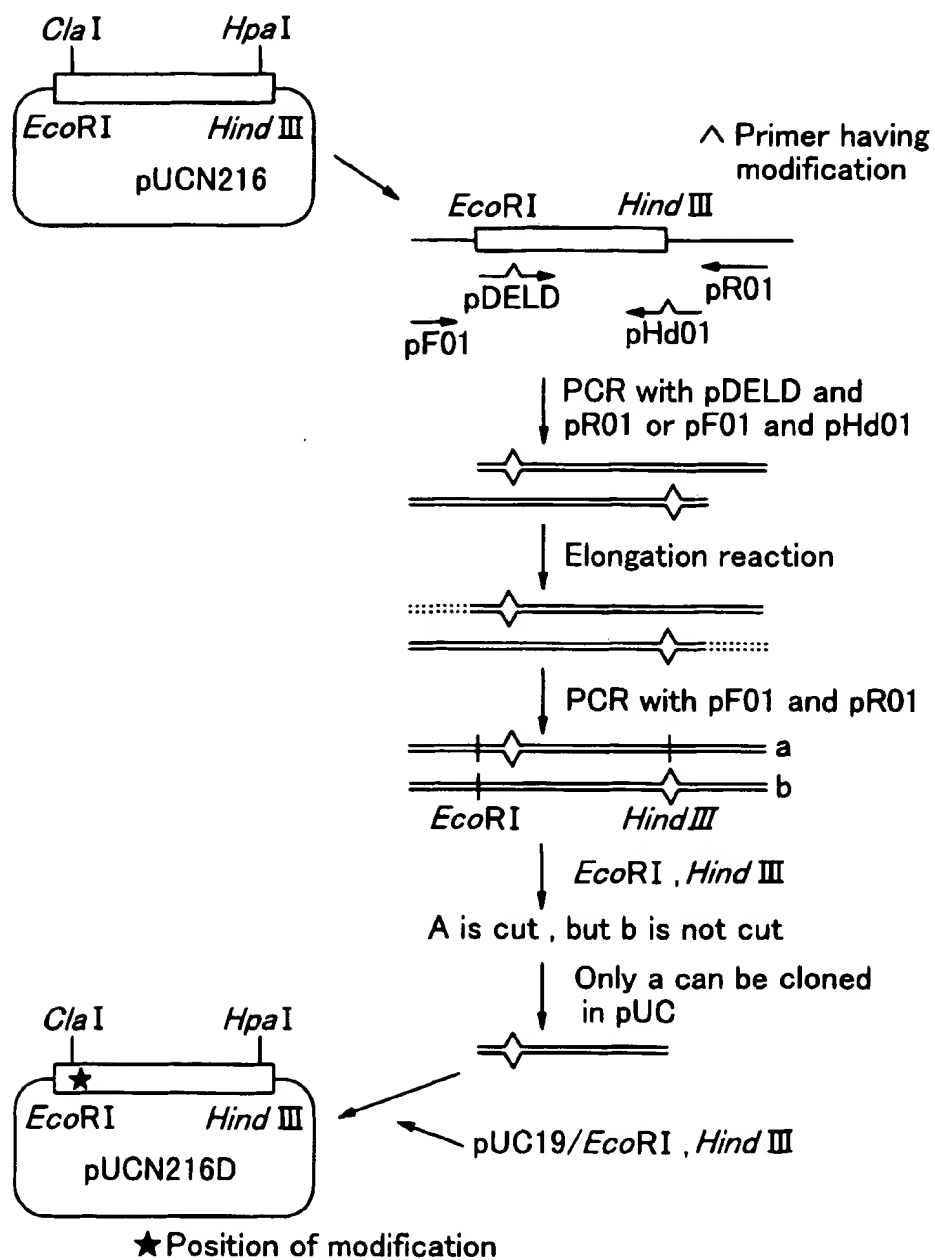 ClaI HpaI
EcoRI HindIII
pUCN216
^ Primer having
modification
EcoRI HindIII
pDELD
pR01
pF01
pHd01
PCR with pDELD and
pR01 or pF01 and pHd01
Elongation reaction
PCR with pF01 and pR01
a
b
EcoRI HindIII
EcoRI , HindIII
A is cut , but b is not cut
Only a can be cloned
in pUC
ClaI HpaI
★
EcoRI HindIII
pUCN216D
pUC19/EcoRI , HindIII
★Position of modification